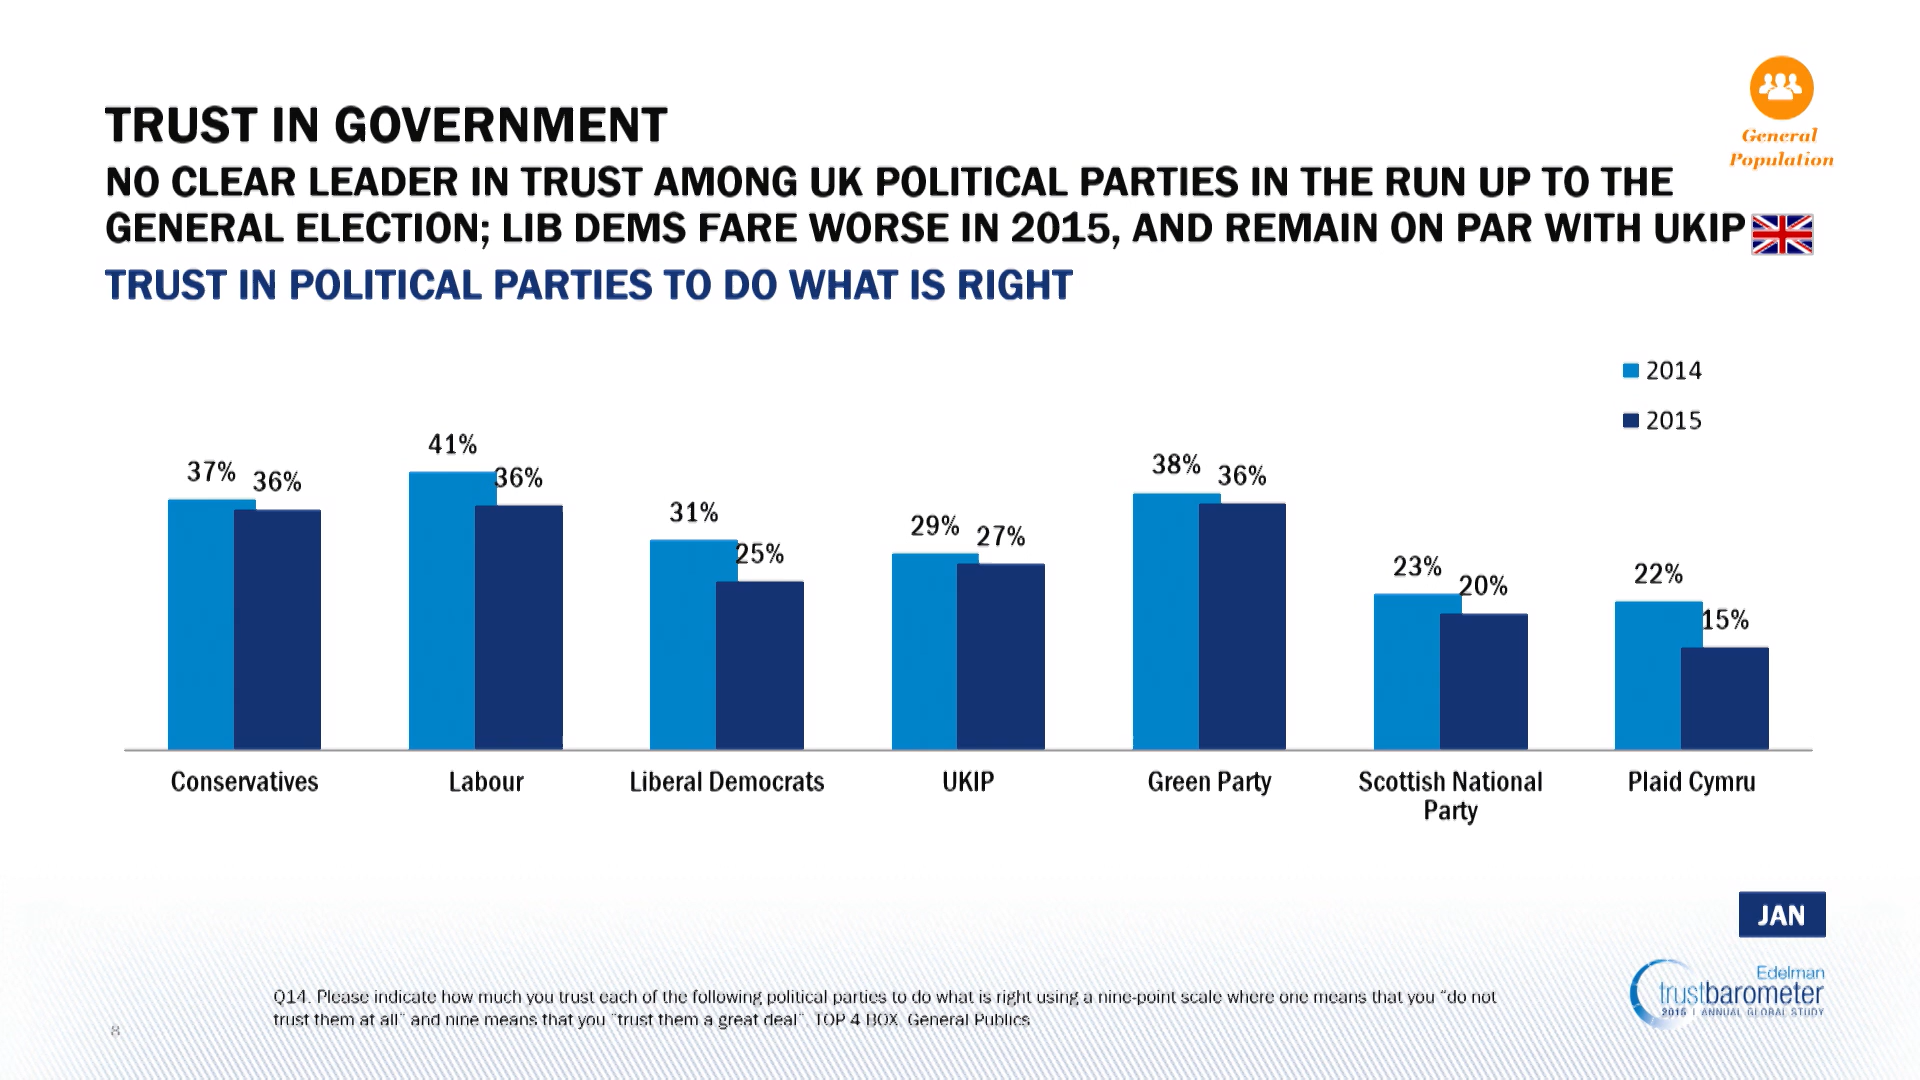 TRUST IN GOVERNMENT
General
Population
NO CLEAR LEADER IN TRUST AMONG UK POLITICAL PARTIES IN THE RUN UP TO THE
GENERAL ELECTION; LIB DEMS FARE WORSE IN 2015, AND REMAIN ON PAR WITH UKIP
TRUST IN POLITICAL PARTIES TO DO WHAT IS RIGHT
2014
2015
37% 36%
41% 36%
31% 25%
29% 27%
38% 36%
23% 20%
22% 15%
Conservatives
Labour
Liberal Democrats
UKIP
Green Party
Scottish National
Party
Plaid Cymru
JAN
Edelman
trustbarometer
2015 | ANNUAL GLOBAL STUDY
Q14. Please indicate how much you trust each of the following political parties to do what is right using a nine-point scale where one means that you "do not
trust them at all" and nine means that you "trust them a great deal". TOP 4 BOX, General Publics
8